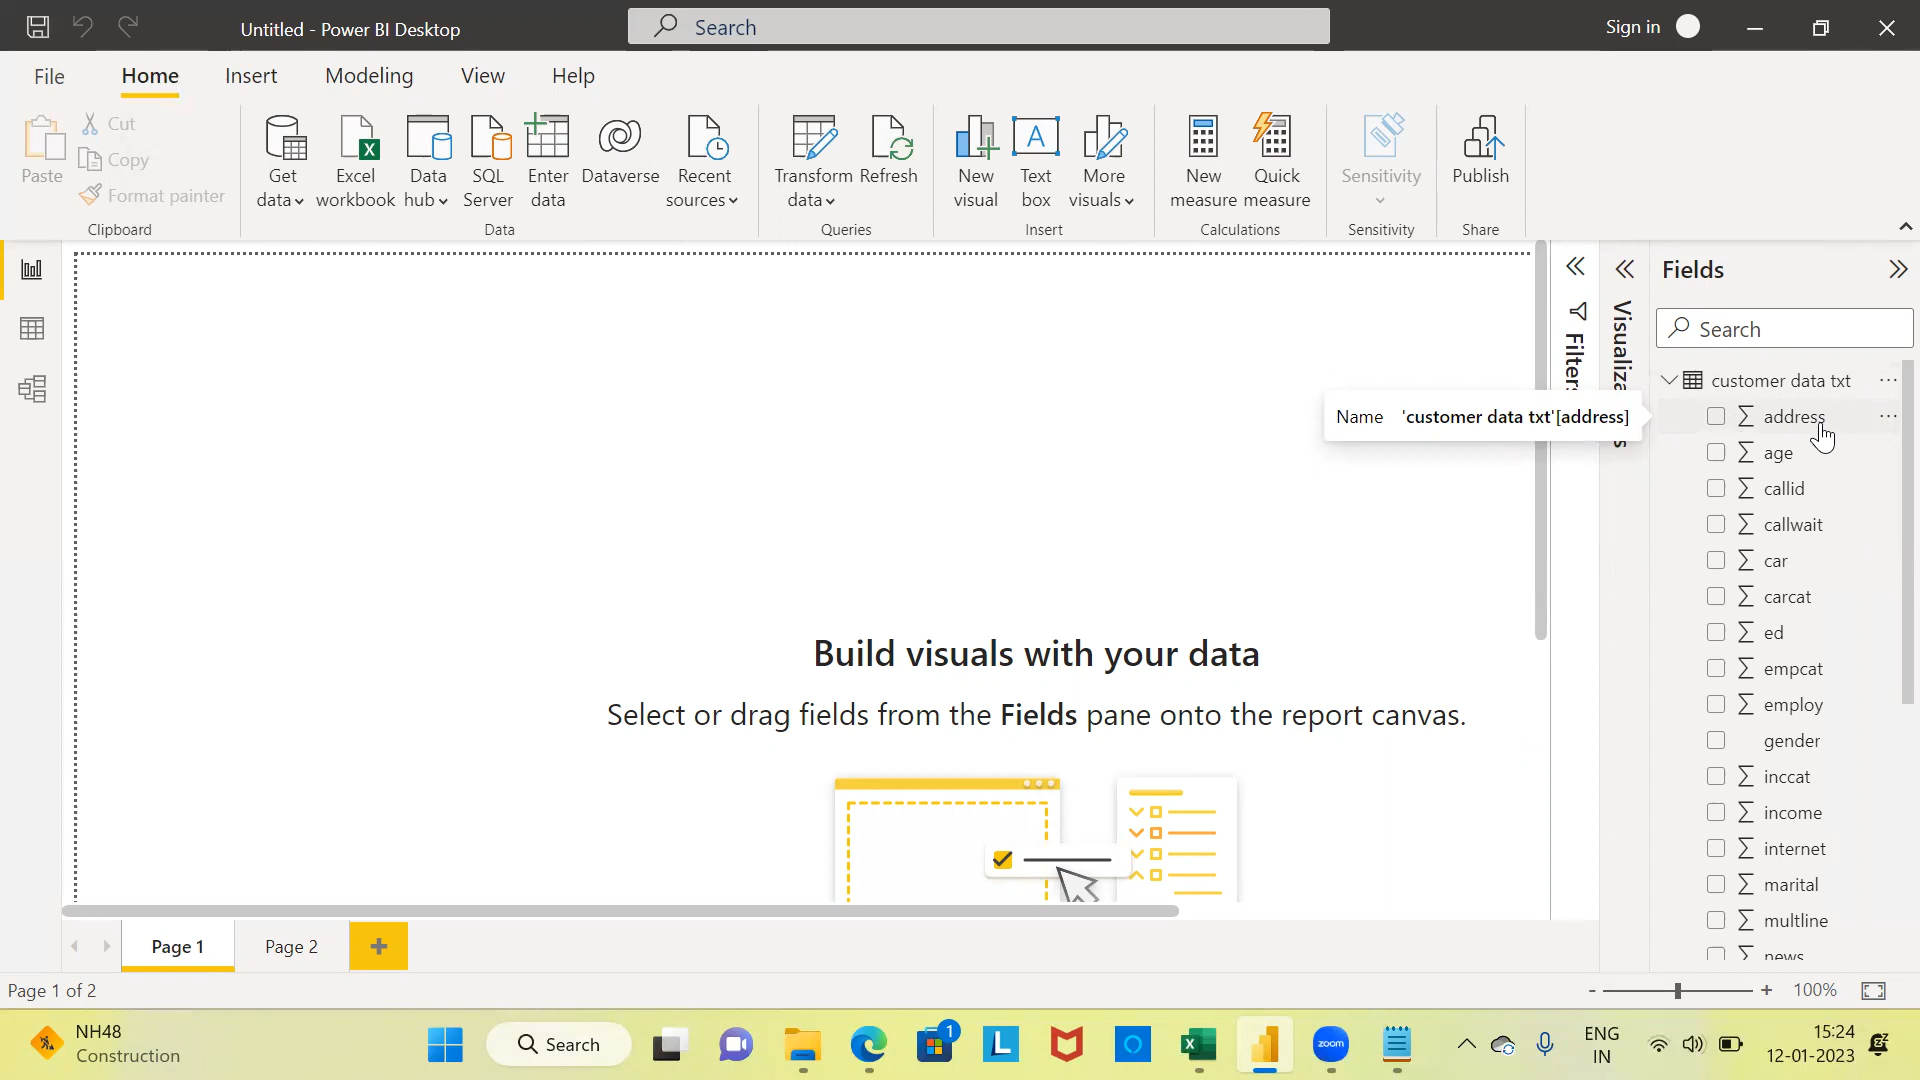 Untitled - Power BI Desktop
Search
Sign in
File
Home
Insert
Modeling
View
Help
Paste
Cut
Copy
Format painter
Clipboard
Get data
Excel workbook
Data hub
SQL Server
Enter data
Dataverse
Recent sources
Data
Transform data
Refresh
Queries
New visual
Text box
More visuals
Insert
New measure
Quick measure
Calculations
Sensitivity
Sensitivity
Publish
Share
Filters
Fields
Search
customer data txt
Name 'customer data txt'[address]
address
age
callid
callwait
car
carcat
ed
empcat
employ
gender
inccat
income
internet
marital
multline
news
Build visuals with your data
Select or drag fields from the Fields pane onto the report canvas.
Page 1
Page 2
Page 1 of 2
- + 100%
NH48
Construction
Search
1
zoom
ENG
IN
15:24
12-01-2023